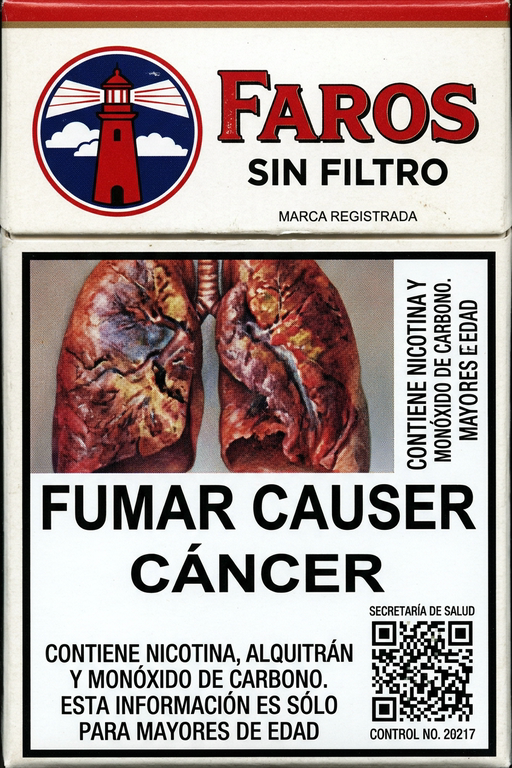 FAROS
SIN FILTRO
MARCA REGISTRADA
CONTIENE NICOTINA Y
MONÓXIDO DE CARBONO.
MAYORES E EDAD
FUMAR CAUSER
CÁNCER
SECRETARÍA DE SALUD
CONTIENE NICOTINA, ALQUITRÁN
Y MONÓXIDO DE CARBONO.
ESTA INFORMACIÓN ES SÓLO
PARA MAYORES DE EDAD
CONTROL NO. 20217